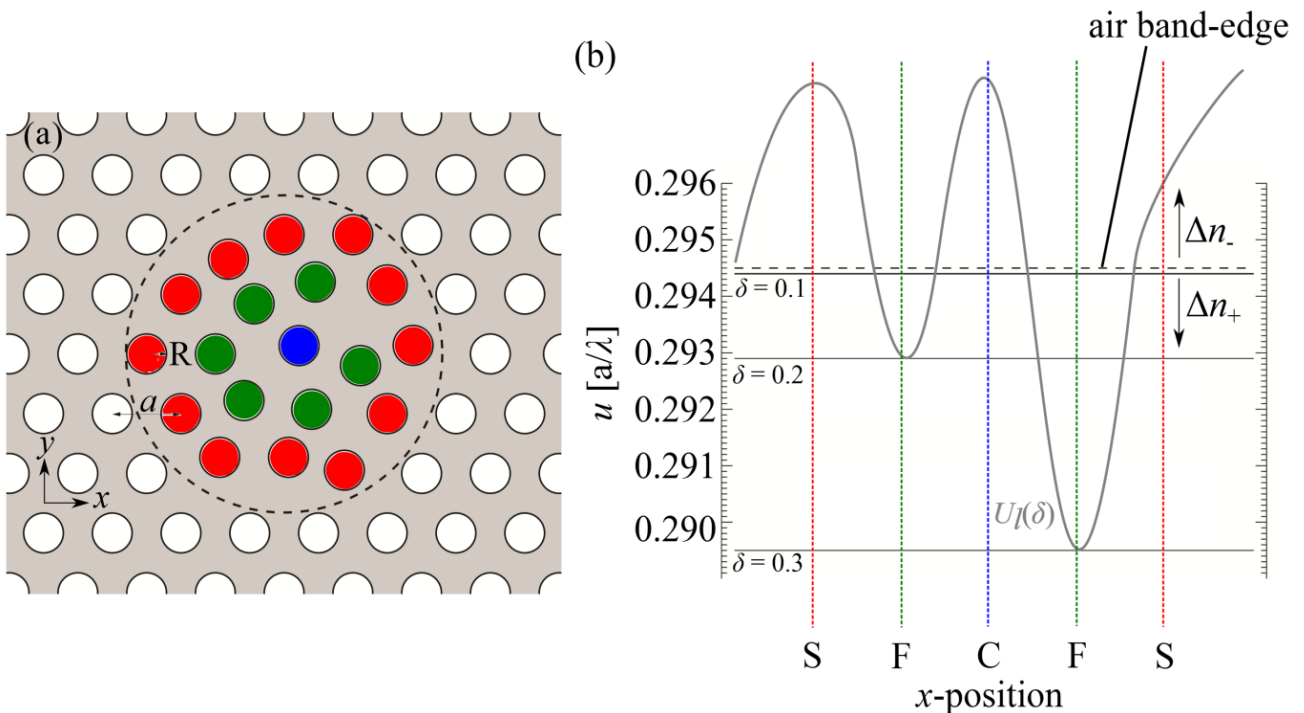 (a)
R
a
y
x
(b)
air band-edge
u [a/λ]
0.296
0.295
0.294
0.293
0.292
0.291
0.290
Δn-
Δn+
δ = 0.1
δ = 0.2
δ = 0.3
Ul(δ)
S F C F S
x-position